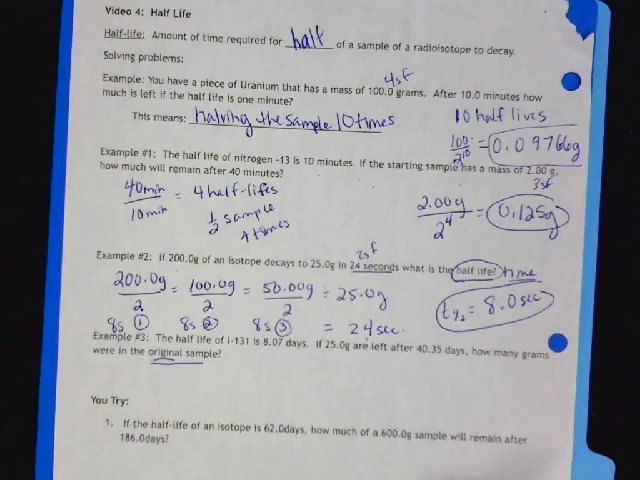 Video 4: Half Life
Half-life: Amount of time required for half of a sample of a radioisotope to decay.
Solving problems:
4sf
Example: You have a piece of Uranium that has a mass of 100.0 grams. After 10.0 minutes how
much is left if the half life is one minute?
10 half lives
This means: halving the sample 10 times
100/2^10 = 0.09766g
Example #1: The half life of nitrogen -13 is 10 minutes. If the starting sample has a mass of 2.00 g,
how much will remain after 40 minutes?
3sf
40min/10min = 4 half-lifes
1/2 sample
4 times
2.00g/2^4 = 0.125g
2sf
Example #2: If 200.0g of an isotope decays to 25.0g in 24 seconds what is the half life? time
200.0g/2 = 100.0g/2 = 50.00g/2 = 25.0g
t½ = 8.0sec
8s ① 8s ② 8s ③ = 24sec.
Example #3: The half life of I-131 is 8.07 days. If 25.0g are left after 40.35 days, how many grams
were in the original sample?
You Try:
1. If the half-life of an isotope is 62.0days, how much of a 600.0g sample will remain after
186.0days?